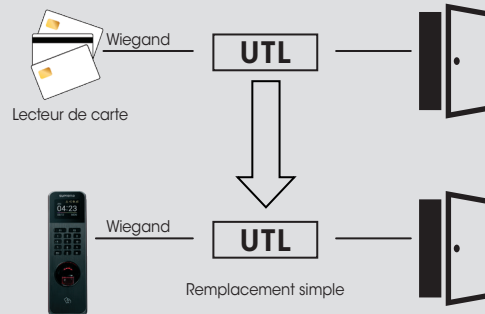 Wiegand
UTL
Lecteur de carte
04:23
Wiegand
UTL
Remplacement simple